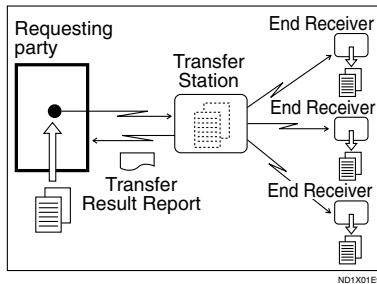 Requesting
party
Transfer
Station
End Receiver
End Receiver
End Receiver
Transfer
Result Report
ND1X01E